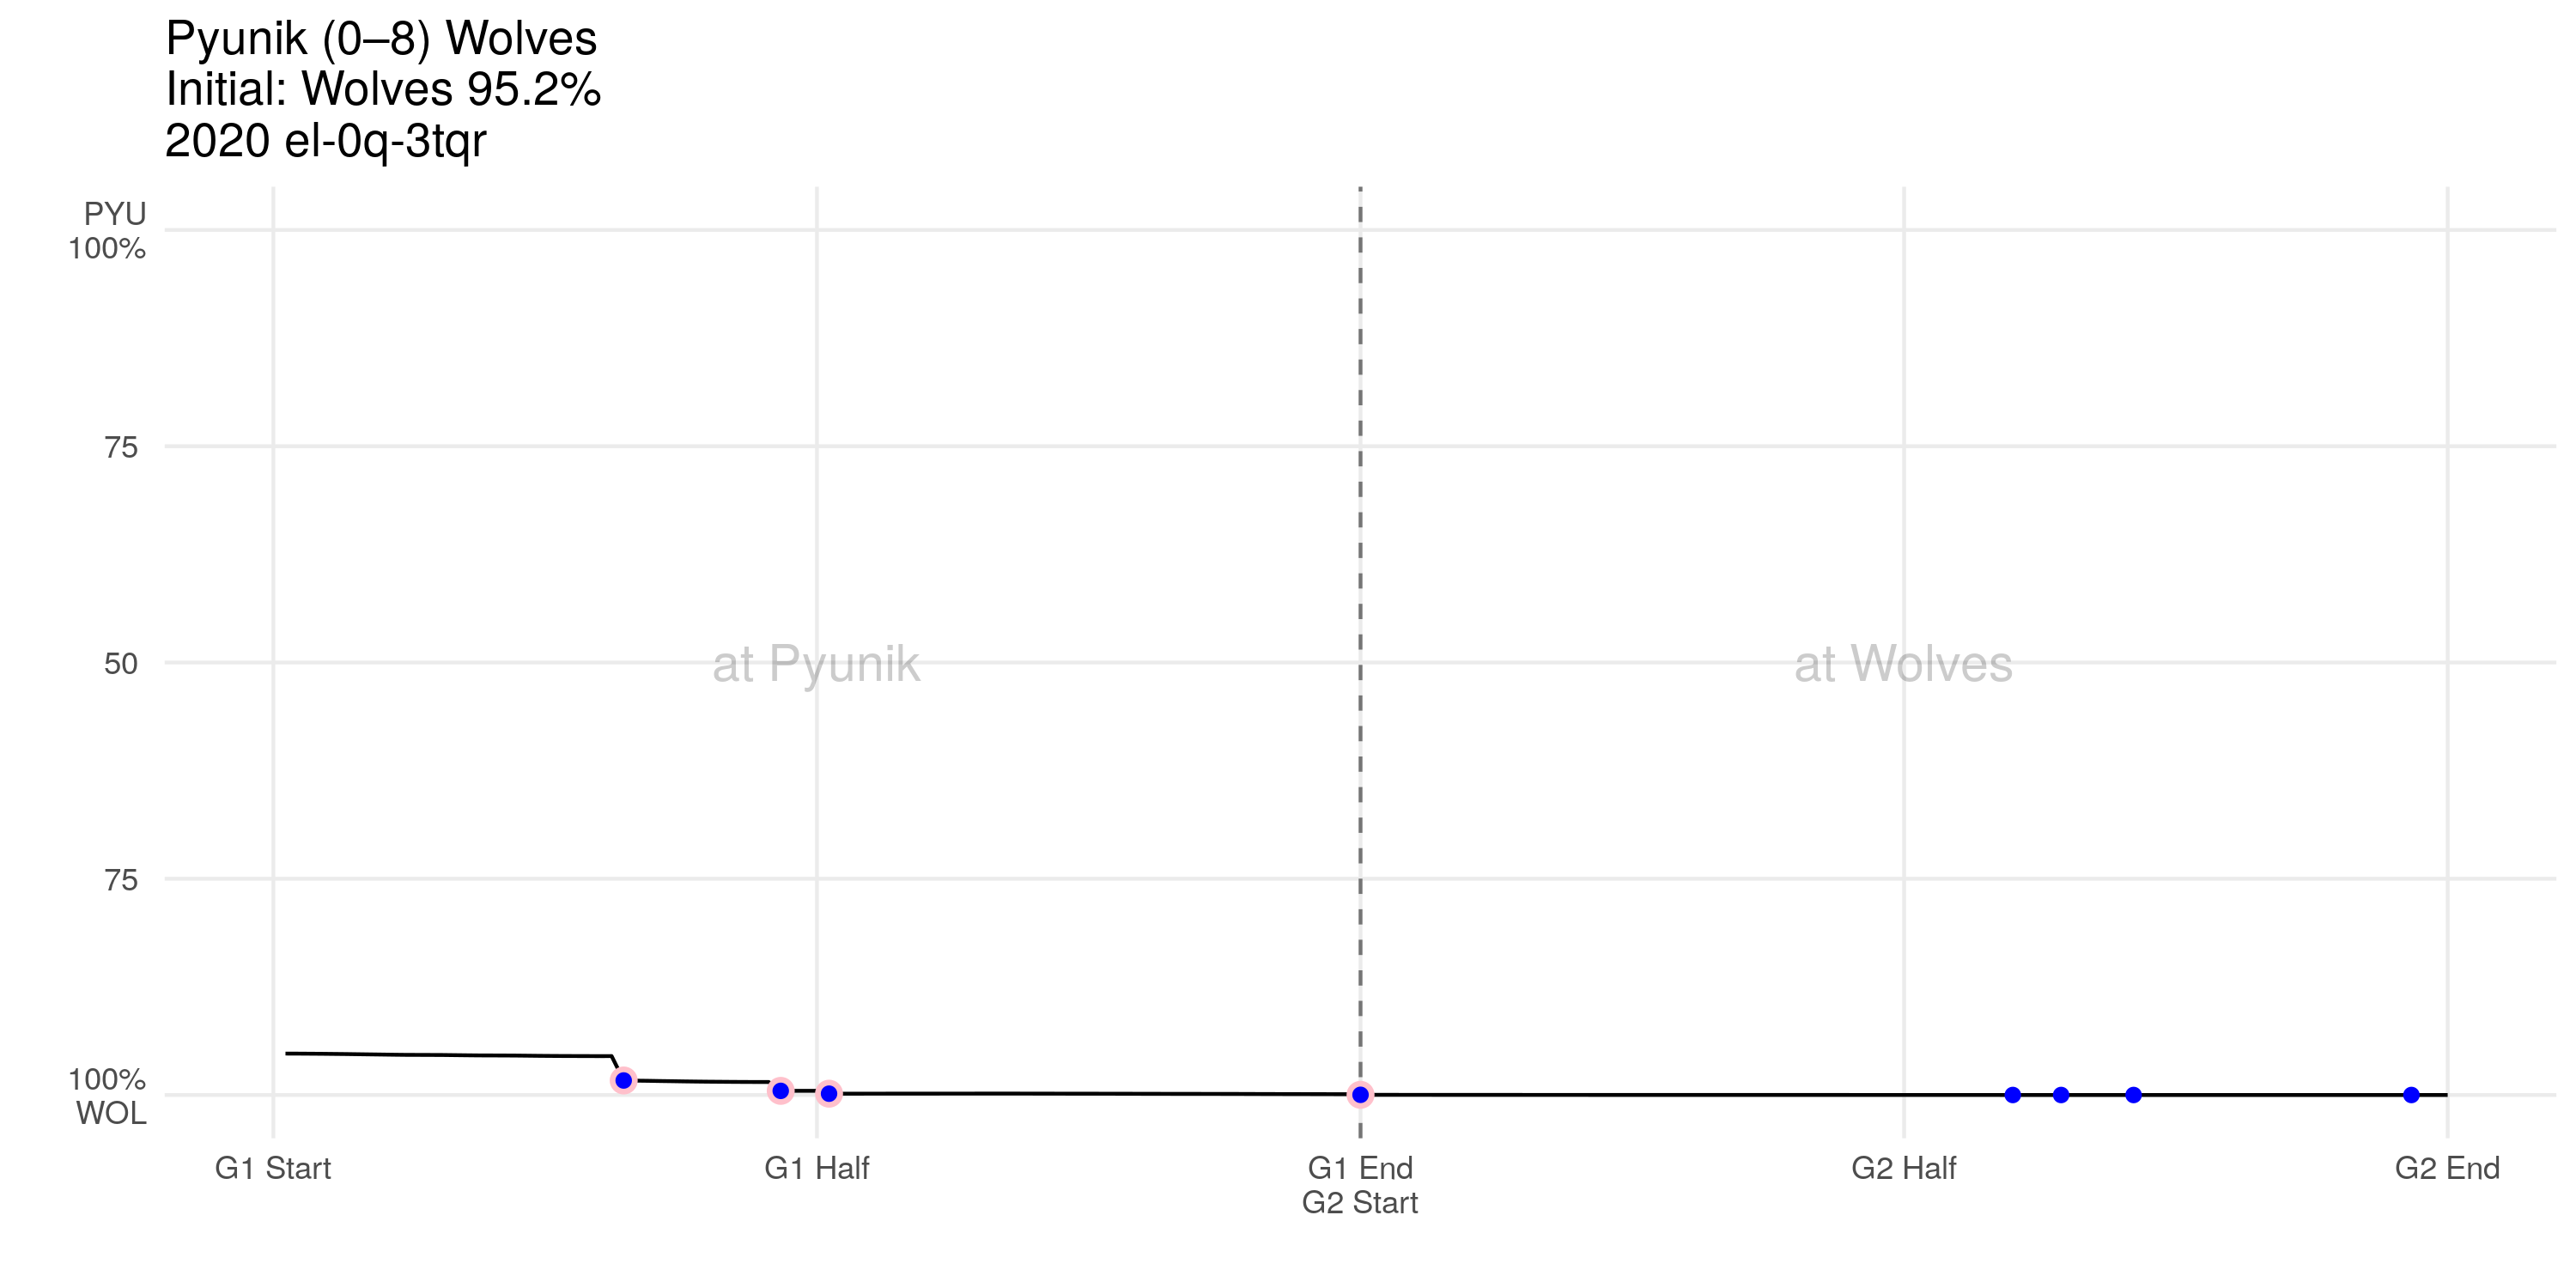 Pyunik (0–8) Wolves
Initial: Wolves 95.2%
2020 el-0q-3tqr
PYU
100%
75
50
75
100%
WOL
at Pyunik
at Wolves
G1 Start
G1 Half
G1 End
G2 Start
G2 Half
G2 End